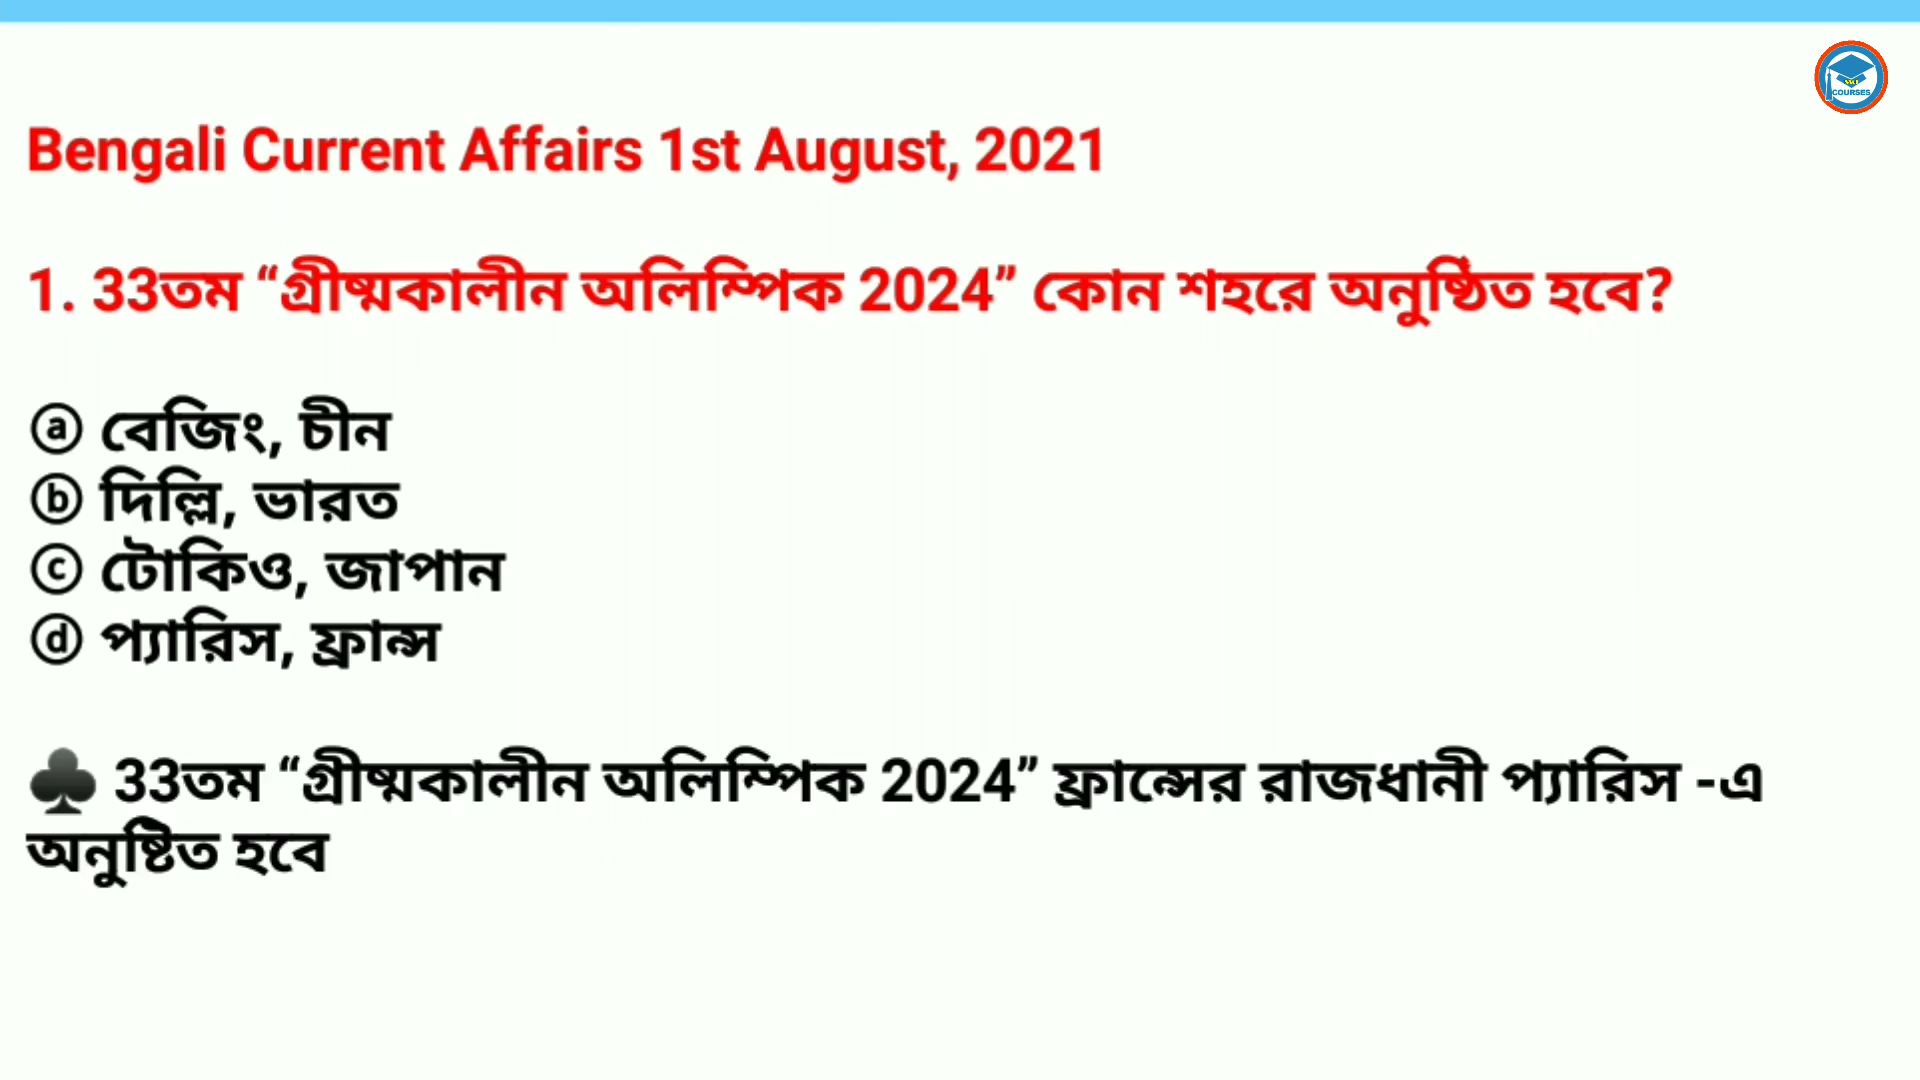 COURSES
Bengali Current Affairs 1st August, 2021
1. 33তম “গ্রীষ্মকালীন অলিম্পিক 2024” কোন শহরে অনুষ্ঠিত হবে?
ⓐ বেজিং, চীন
ⓑ দিল্লি, ভারত
ⓒ টোকিও, জাপান
ⓓ প্যারিস, ফ্রান্স
♣ 33তম “গ্রীষ্মকালীন অলিম্পিক 2024” ফ্রান্সের রাজধানী প্যারিস -এ
অনুষ্টিত হবে